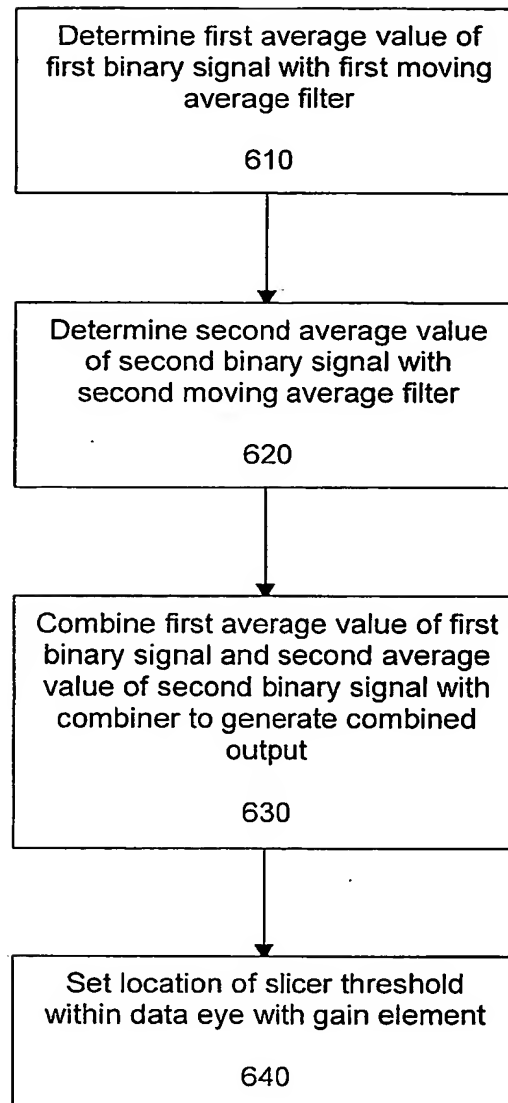 Determine first average value of
first binary signal with first moving
average filter
610
Determine second average value
of second binary signal with
second moving average filter
620
Combine first average value of first
binary signal and second average
value of second binary signal with
combiner to generate combined
output
630
Set location of slicer threshold
within data eye with gain element
640